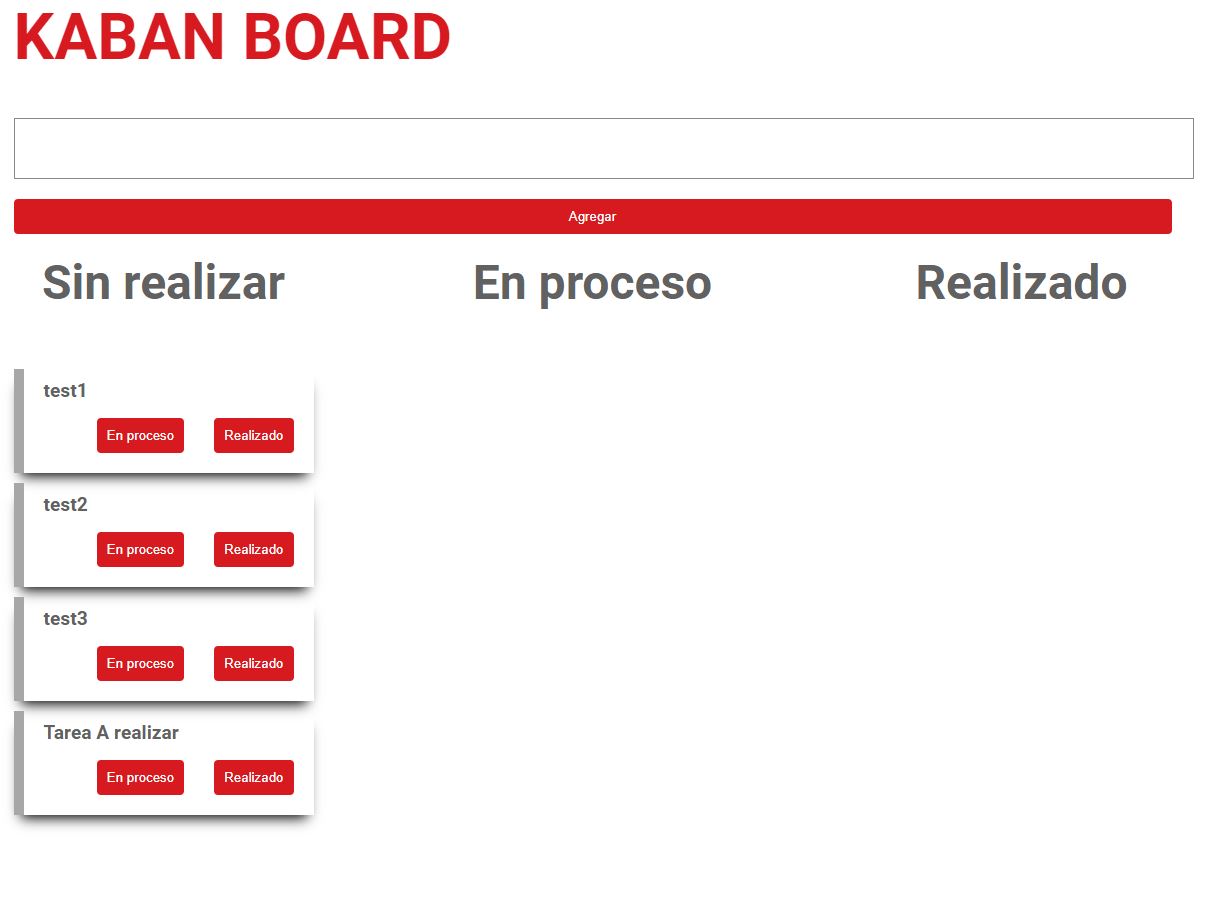 KABAN BOARD
Agregar
Sin realizar En proceso Realizado
test1
En proceso Realizado
test2
En proceso Realizado
test3
En proceso Realizado
Tarea A realizar
En proceso Realizado